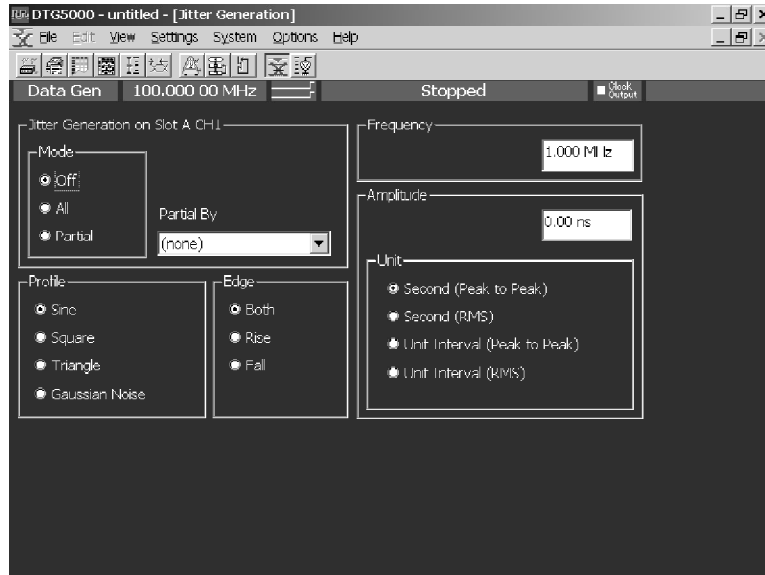 DTG5000 - untitled - [Jitter Generation]
File Edit View Settings System Options Help
Data Gen 100.000 00 MHz Stopped Clock Output
Jitter Generation on Slot A CH1
Mode
Off
All
Partial
Partial By
(none)
Frequency
1.000 MHz
Amplitude
0.00 ns
Unit
Second (Peak to Peak)
Second (RMS)
Unit Interval (Peak to Peak)
Unit Interval (RMS)
Profile
Sine
Square
Triangle
Gaussian Noise
Edge
Both
Rise
Fall